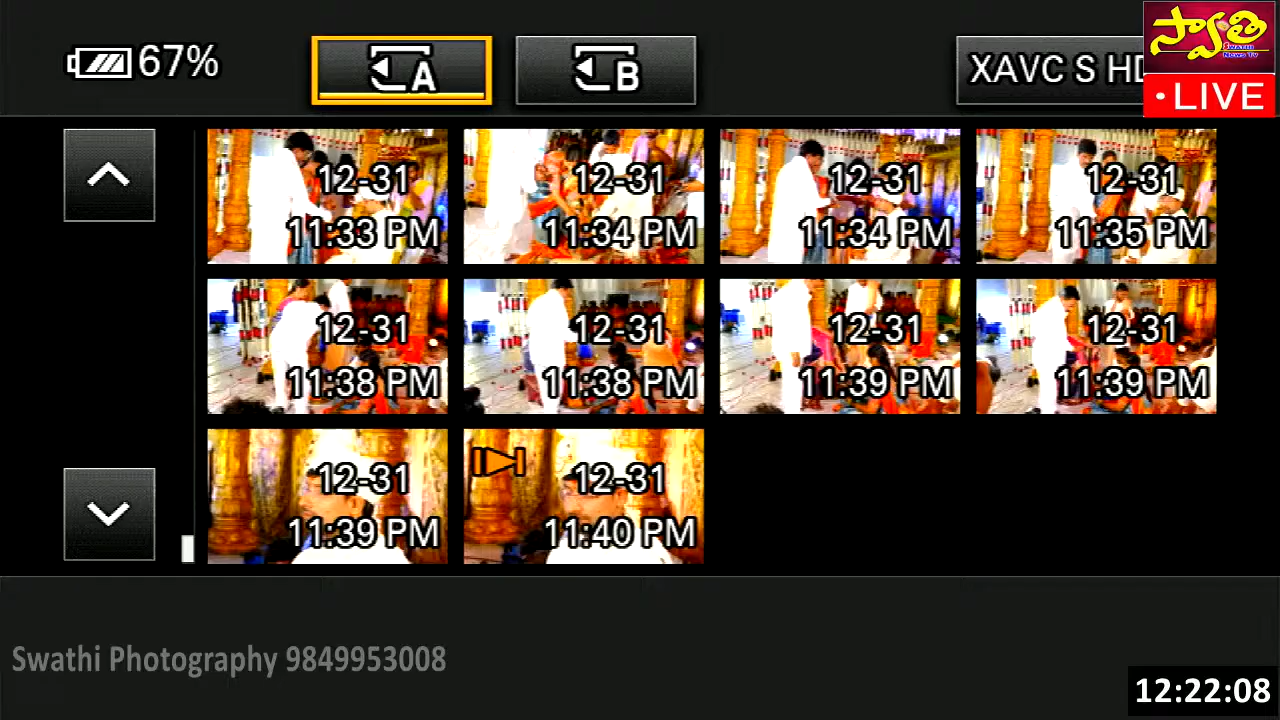 67%
A
B
XAVC S HD
స్వాతి
SWATHI
News Tv
• LIVE
12-31
11:33 PM
12-31
11:34 PM
12-31
11:34 PM
12-31
11:35 PM
12-31
11:38 PM
12-31
11:38 PM
12-31
11:39 PM
12-31
11:39 PM
12-31
11:39 PM
12-31
11:40 PM
Swathi Photography 9849953008
12:22:08